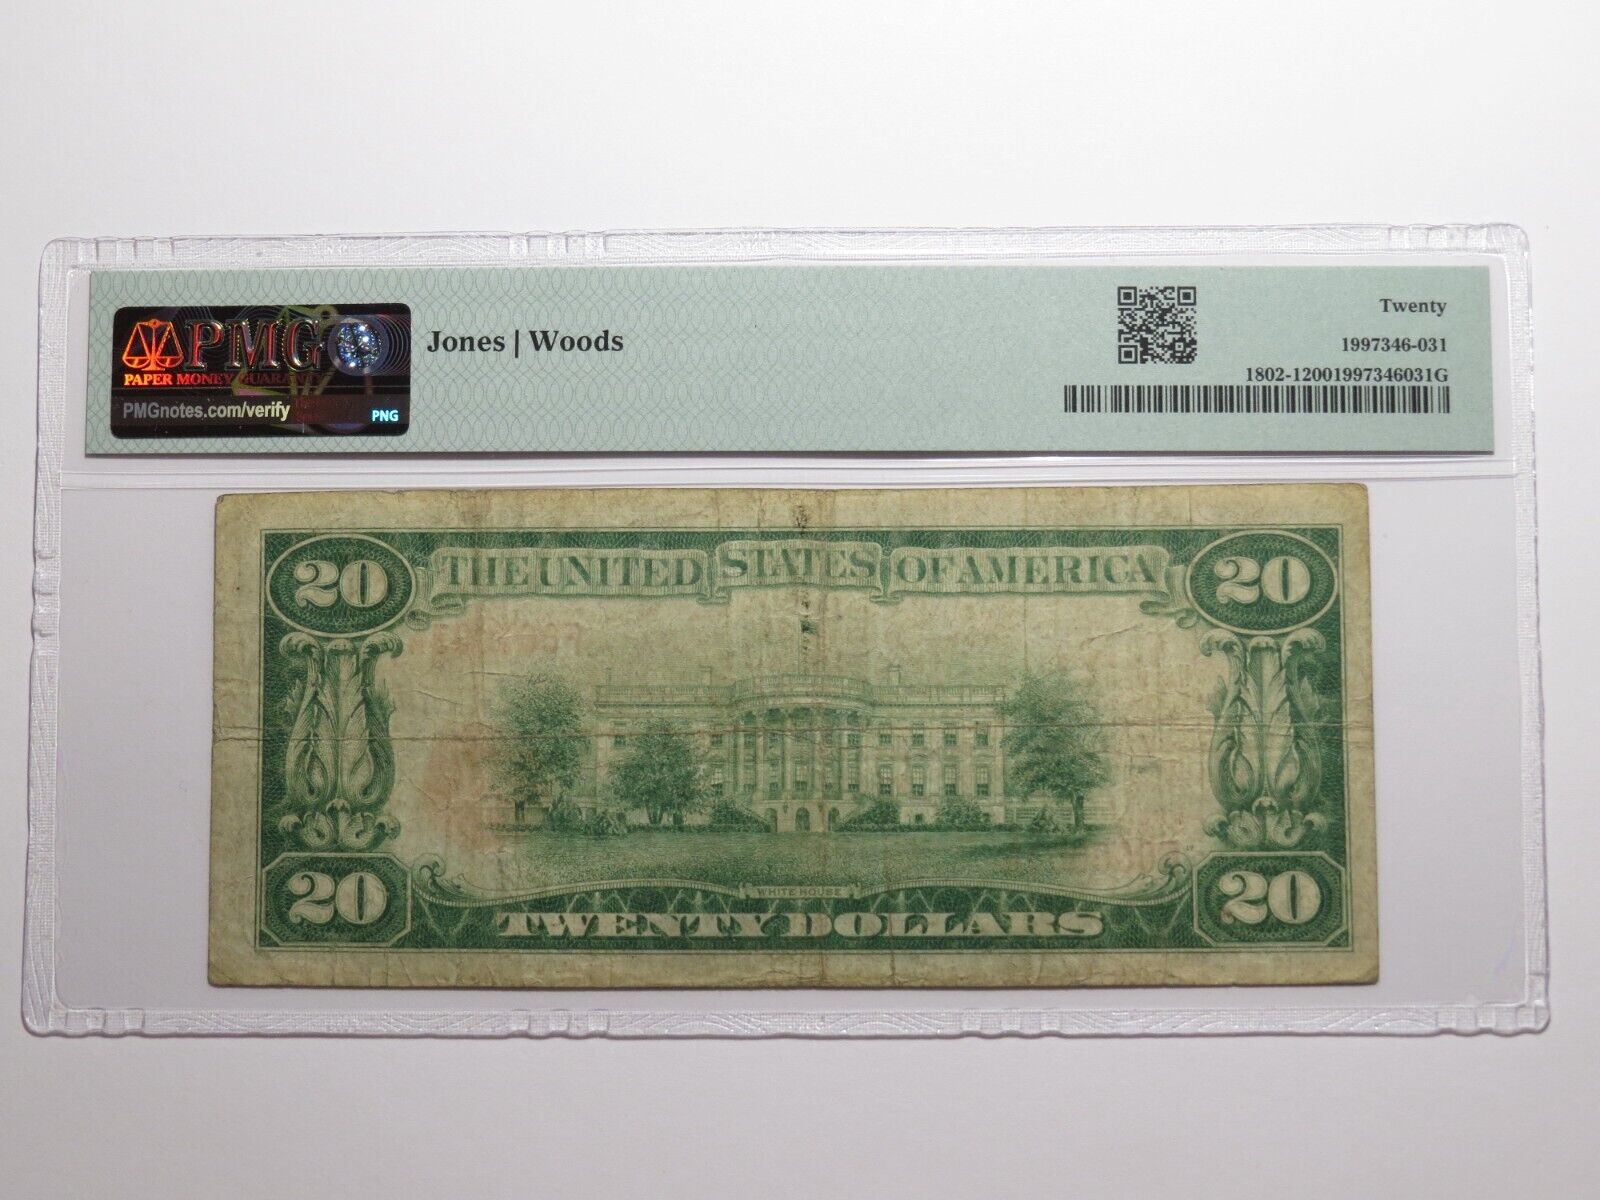 PMG
PAPER MONEY GUARANTY
PMGnotes.com/verify
PNG
Jones | Woods
Twenty
1997346-031
1802-12001997346031G
20 THE UNITED STATES OF AMERICA 20
WHITE HOUSE
20 TWENTY DOLLARS 20